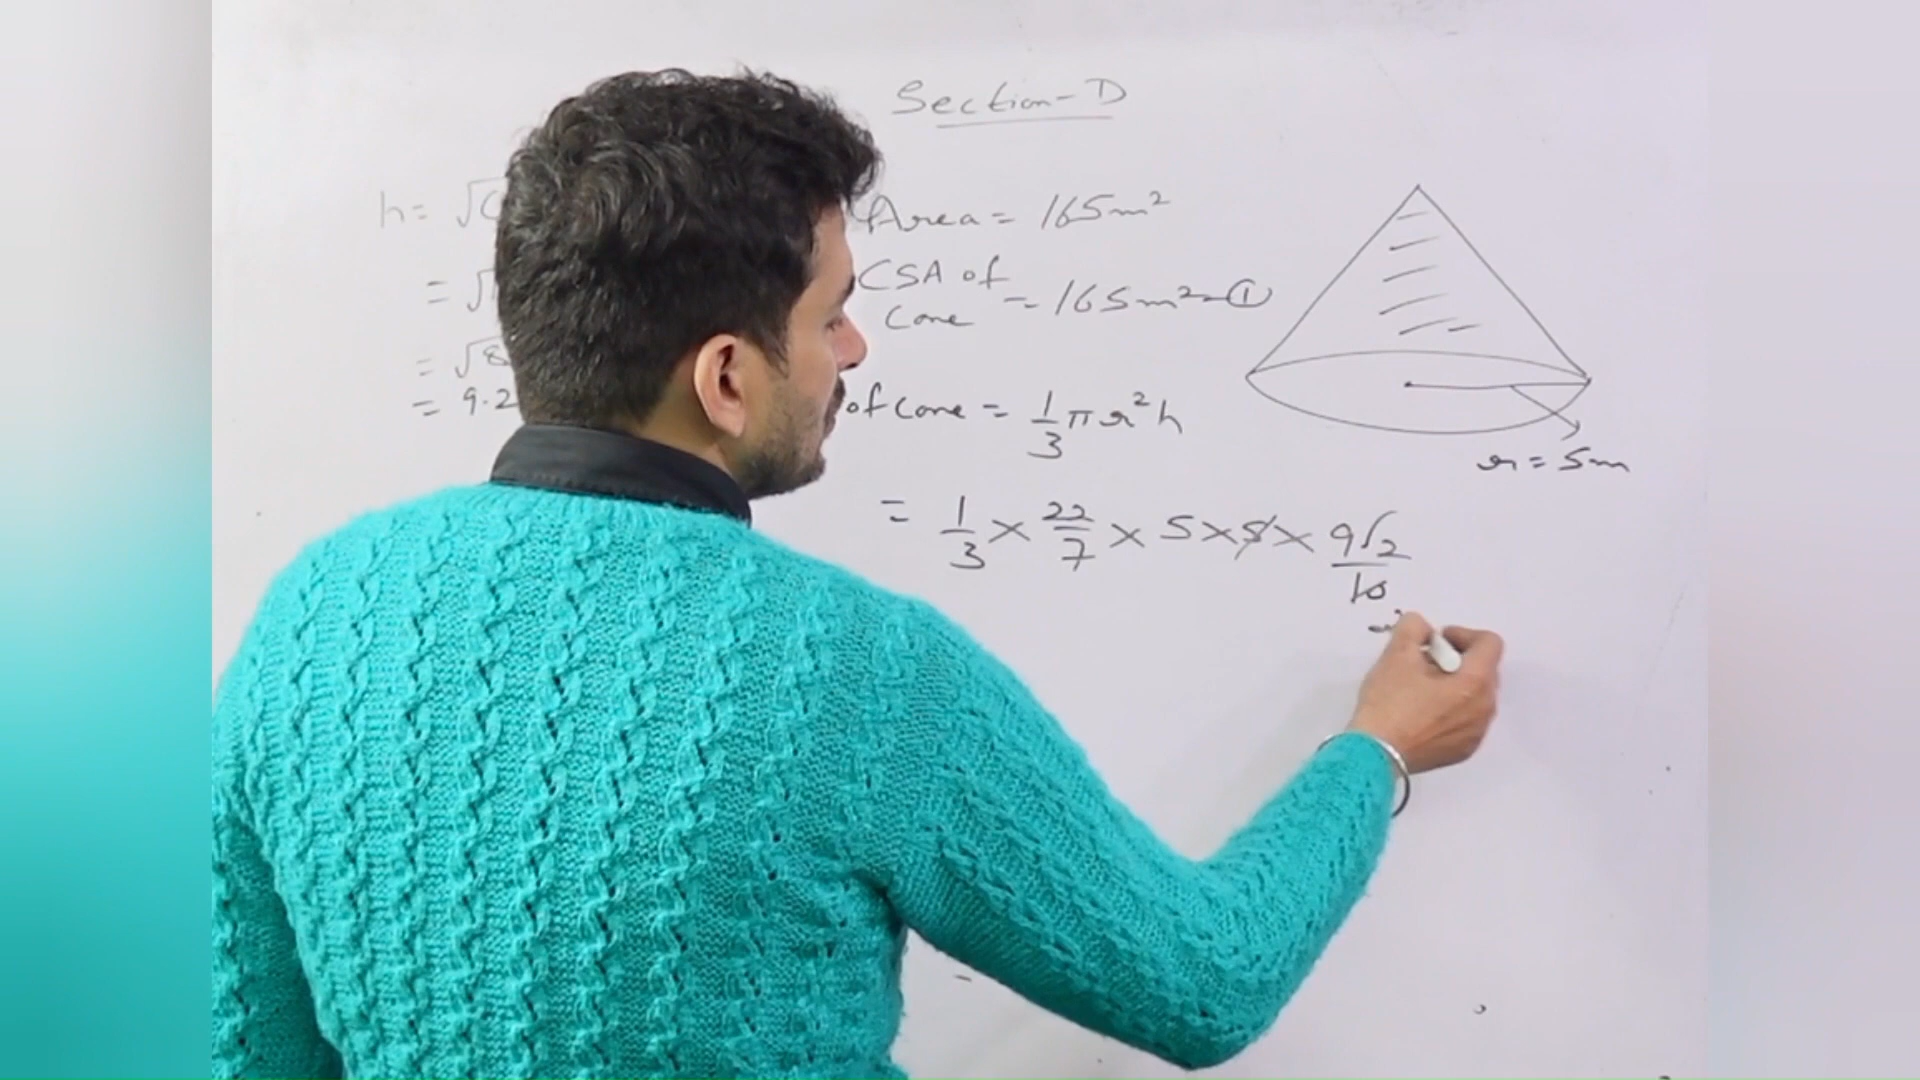 Section-D
h=
Area = 165m²
CSA of
Cone = 165m² - ①
=
= √8
= 9.2
of Cone = 1/3 πr²h
r = 5m
= 1/3 × 22/7 × 5 × 5 × 9.2/10